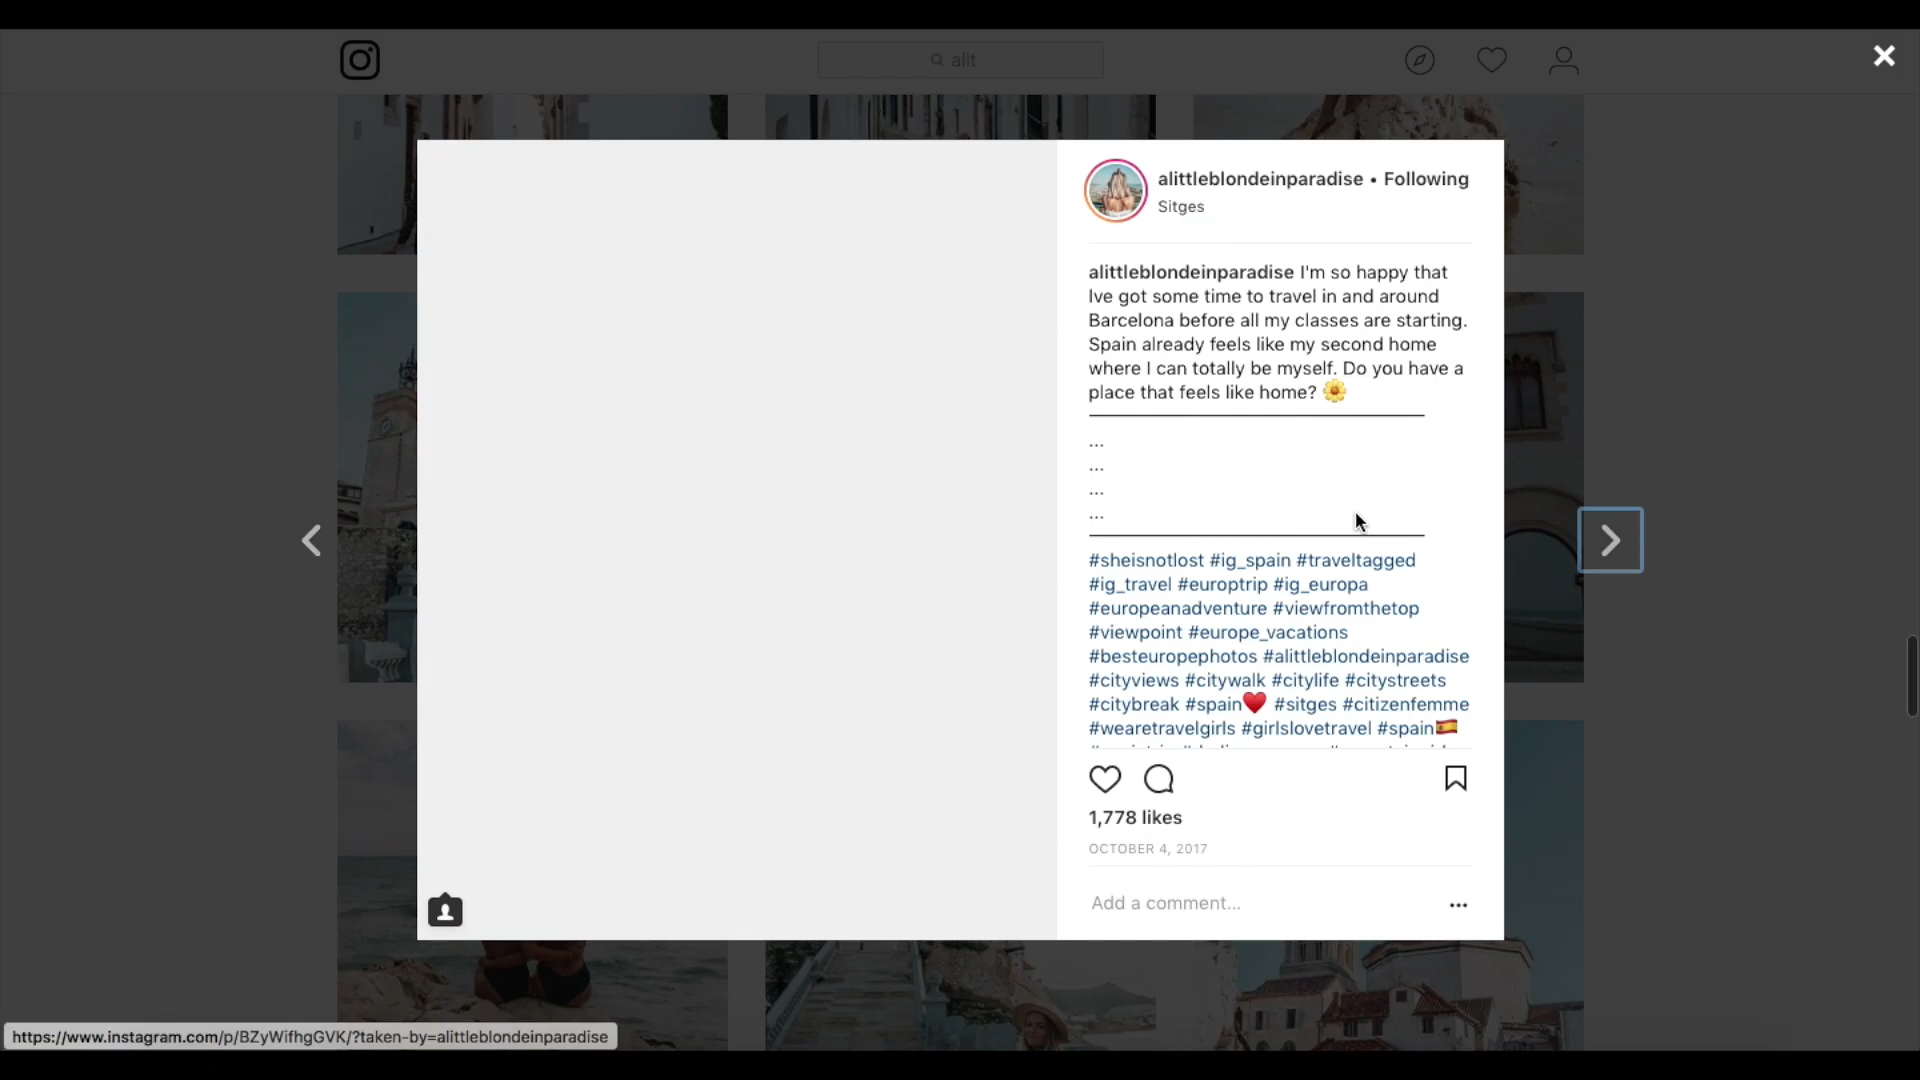 alit
alittleblondeinparadise • Following
Sitges
alittleblondeinparadise I'm so happy that
Ive got some time to travel in and around
Barcelona before all my classes are starting.
Spain already feels like my second home
where I can totally be myself. Do you have a
place that feels like home? 🌼
...
...
...
...
#sheisnotlost #ig_spain #traveltagged
#ig_travel #europtrip #ig_europa
#europeanadventure #viewfromthetop
#viewpoint #europe_vacations
#besteuropephotos #alittleblondeinparadise
#cityviews #citywalk #citylife #citystreets
#citybreak #spain♥️ #sitges #citizenfemme
#wearetravelgirls #girlslovetravel #spain🇪🇸
1,778 likes
OCTOBER 4, 2017
Add a comment...
https://www.instagram.com/p/BZyWifhgGVK/?taken-by=alittleblondeinparadise